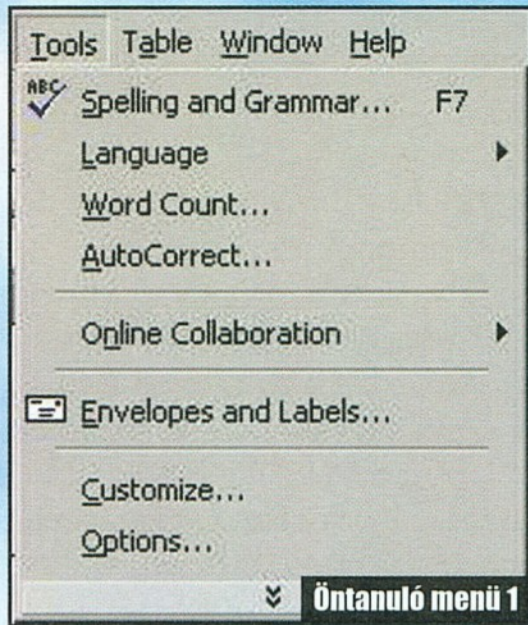 Tools Table Window Help
ABC
Spelling and Grammar... F7
Language
Word Count...
AutoCorrect...
Online Collaboration
Envelopes and Labels...
Customize...
Options...
Öntanuló menü 1